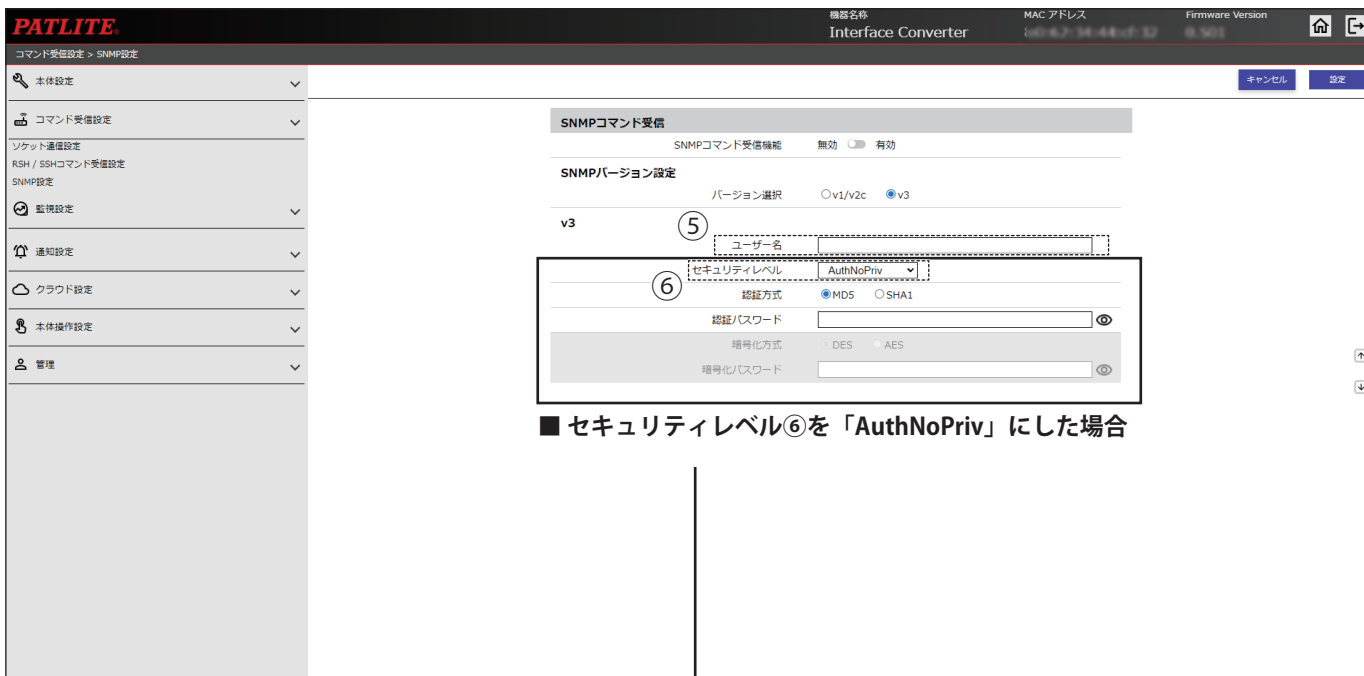 PATLITE
機器名称
Interface Converter
MAC アドレス
Firmware Version
0.501
コマンド受信設定 > SNMP設定
本体設定
コマンド受信設定
ソケット通信設定
RSH / SSHコマンド受信設定
SNMP設定
監視設定
通知設定
クラウド設定
本体操作設定
管理
キャンセル
設定
SNMPコマンド受信
SNMPコマンド受信機能 無効 有効
SNMPバージョン設定
バージョン選択 v1/v2c v3
v3
⑤
ユーザー名
⑥
セキュリティレベル AuthNoPriv
認証方式 MD5 SHA1
認証パスワード
暗号化方式 DES AES
暗号化パスワード
■ セキュリティレベル⑥を「AuthNoPriv」にした場合